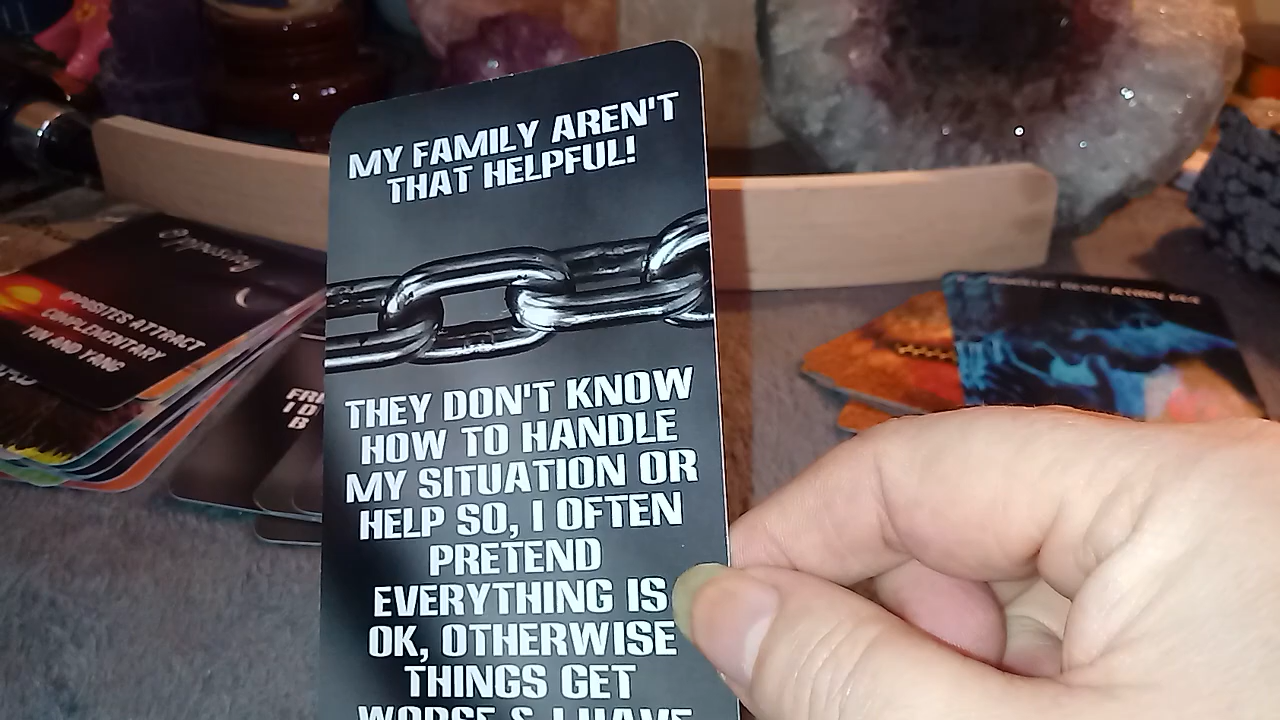 MY FAMILY AREN'T
THAT HELPFUL!
THEY DON'T KNOW
HOW TO HANDLE
MY SITUATION OR
HELP SO, I OFTEN
PRETEND
EVERYTHING IS
OK, OTHERWISE
THINGS GET
WORSE & I HAVE
OPPOSITES ATTRACT
COMPLEMENTARY
YIN AND YANG